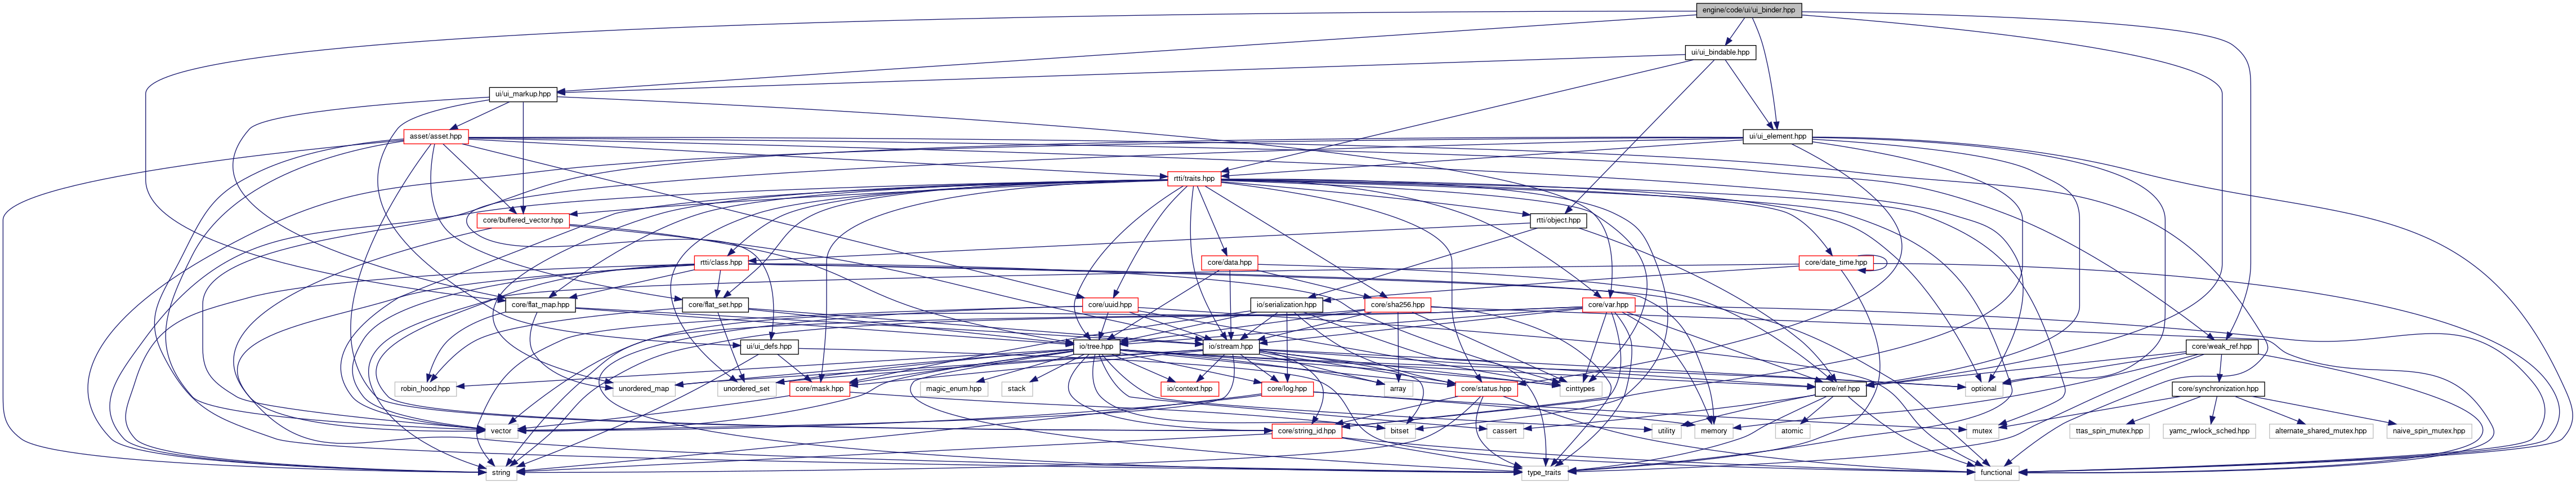 engine/code/ui/ui_binder.hpp
ui/ui_bindable.hpp
ui/ui_markup.hpp
asset/asset.hpp
ui/ui_element.hpp
rtti/traits.hpp
core/buffered_vector.hpp
rtti/object.hpp
rtti/class.hpp
core/data.hpp
core/date_time.hpp
core/flat_map.hpp
core/flat_set.hpp
core/uuid.hpp
io/serialization.hpp
core/sha256.hpp
core/var.hpp
ui/ui_defs.hpp
io/tree.hpp
io/stream.hpp
core/weak_ref.hpp
robin_hood.hpp
unordered_map
unordered_set
core/mask.hpp
magic_enum.hpp
stack
io/context.hpp
core/log.hpp
array
core/status.hpp
cinttypes
core/ref.hpp
optional
core/synchronization.hpp
vector
core/string_id.hpp
bitset
cassert
utility
memory
atomic
mutex
ttas_spin_mutex.hpp
yamc_rwlock_sched.hpp
alternate_shared_mutex.hpp
naive_spin_mutex.hpp
string
type_traits
functional